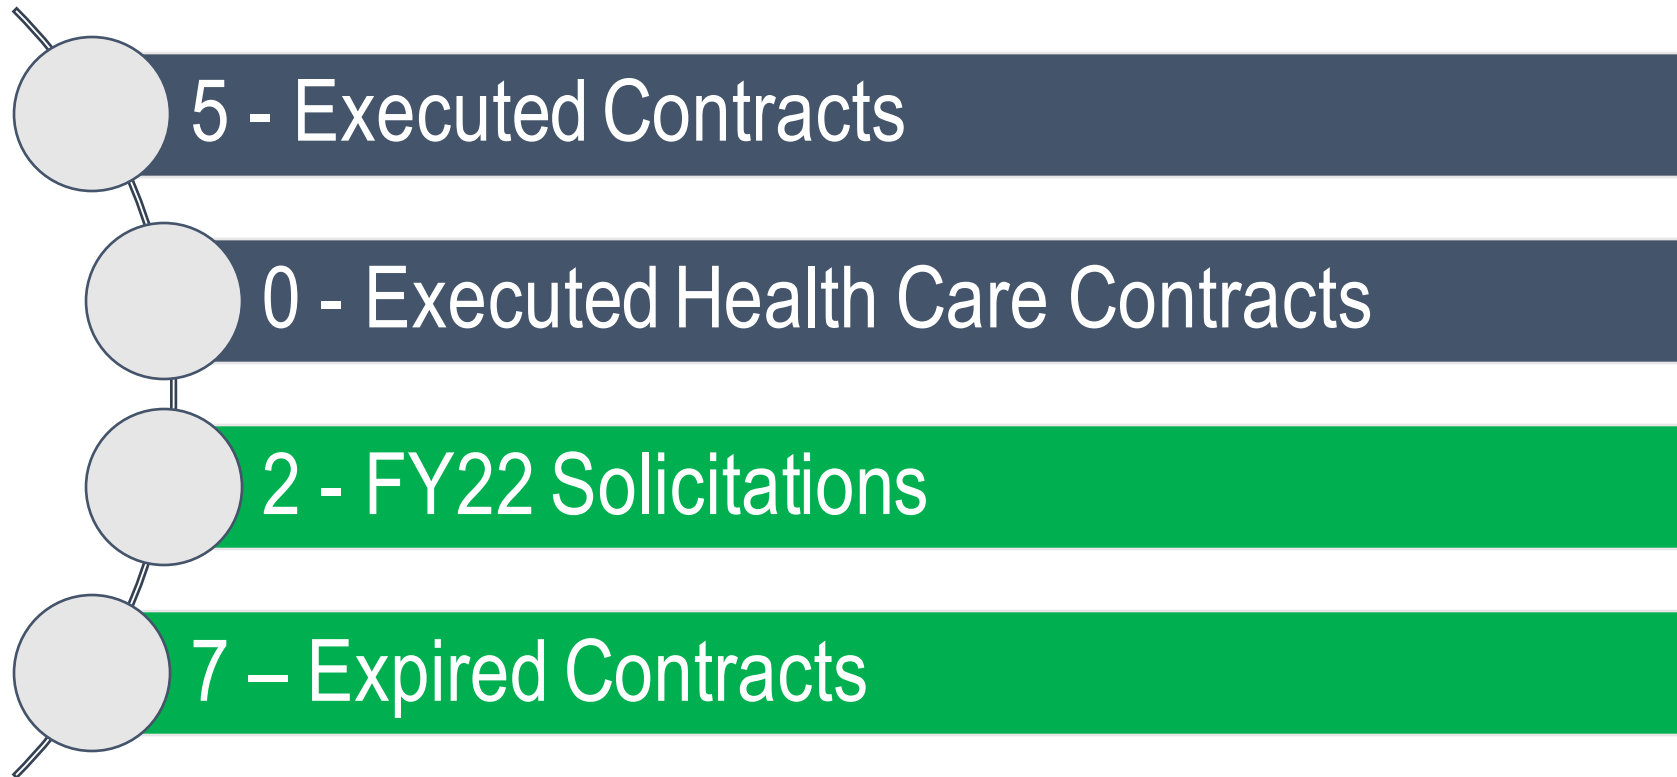 5 - Executed Contracts
0 - Executed Health Care Contracts
2 - FY22 Solicitations
7 – Expired Contracts